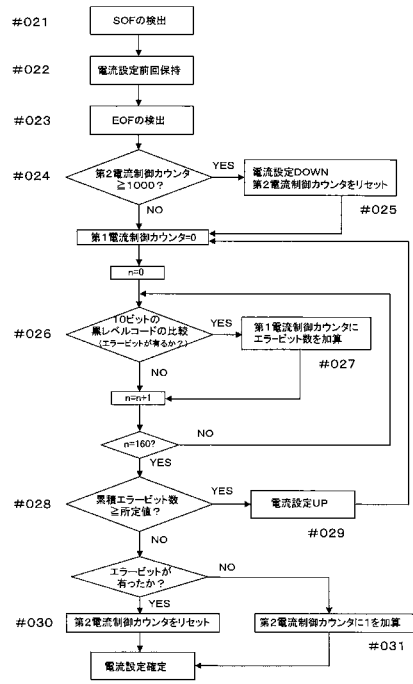 #021
SOFの検出
#022
電流設定前回保持
#023
EOFの検出
#024
第2電流制御カウンタ
≧1000?
YES
電流設定DOWN
第2電流制御カウンタをリセット
#025
NO
第1電流制御カウンタ=0
n=0
#026
10ビットの
黒レベルコードの比較
(エラービットが有るか?)
YES
第1電流制御カウンタに
エラービット数を加算
#027
NO
n=n+1
n=160?
NO
YES
#028
累積エラービット数
≧所定値?
YES
電流設定UP
#029
NO
エラービットが
有ったか?
NO
YES
#030
第2電流制御カウンタをリセット
第2電流制御カウンタに1を加算
#031
電流設定確定